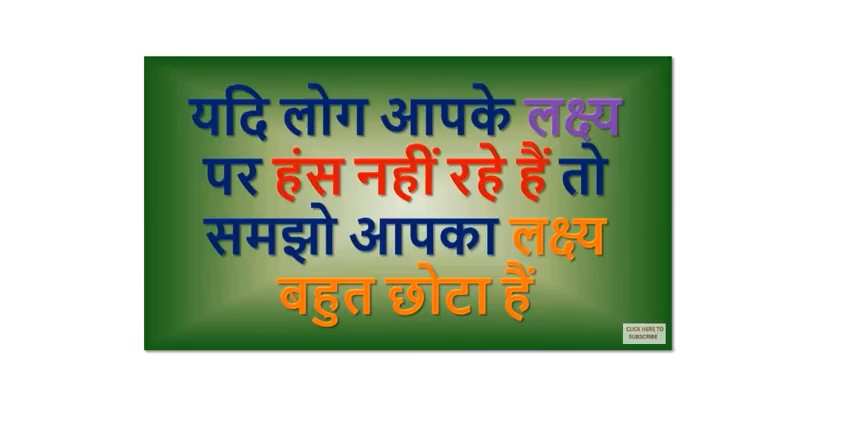 यदि लोग आपके लक्ष्य
पर हंस नहीं रहे हैं तो
समझो आपका लक्ष्य
बहुत छोटा हैं
CLICK HERE TO
SUBSCRIBE